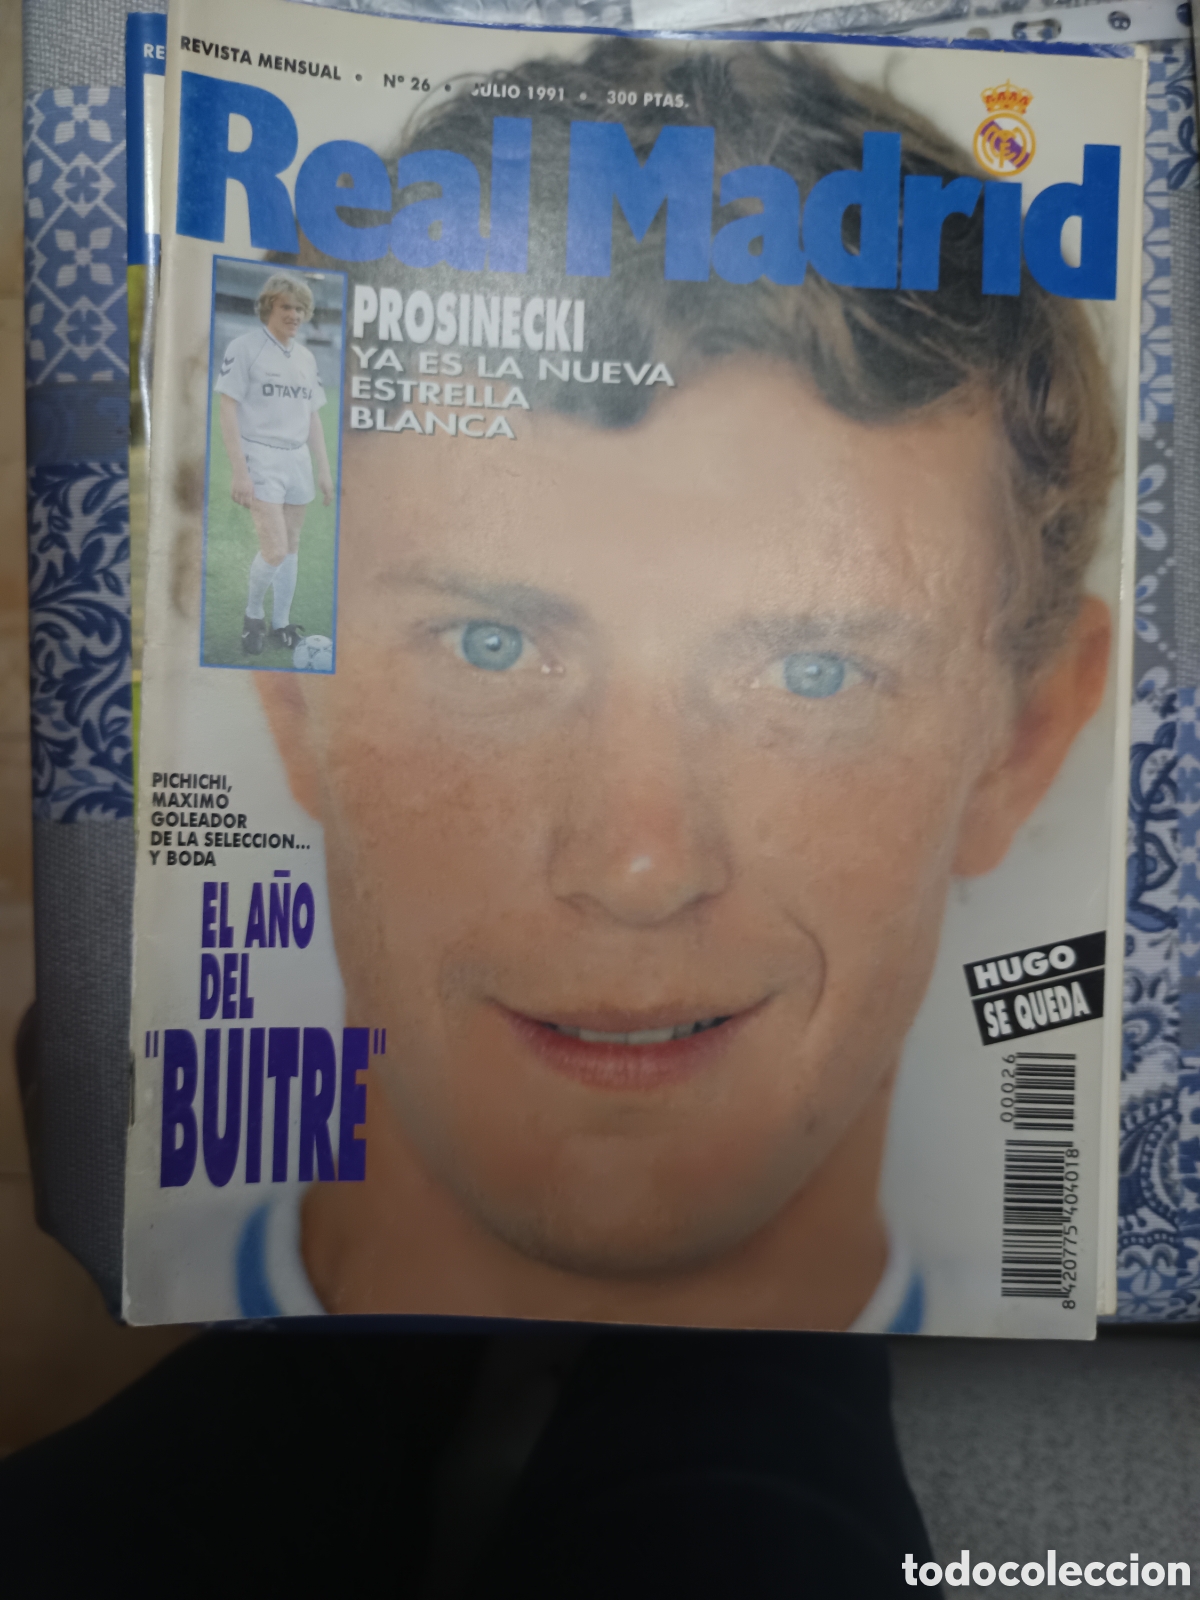 REVISTA MENSUAL • Nº 26 • JULIO 1991 • 300 PTAS.
RE
Real Madrid
PROSINECKI
YA ES LA NUEVA
ESTRELLA
BLANCA
OTAYSA
PICHICHI,
MAXIMO
GOLEADOR
DE LA SELECCION...
Y BODA
EL AÑO
DEL
"BUITRE"
HUGO
SE QUEDA
00026
8420775404018
todocoleccion